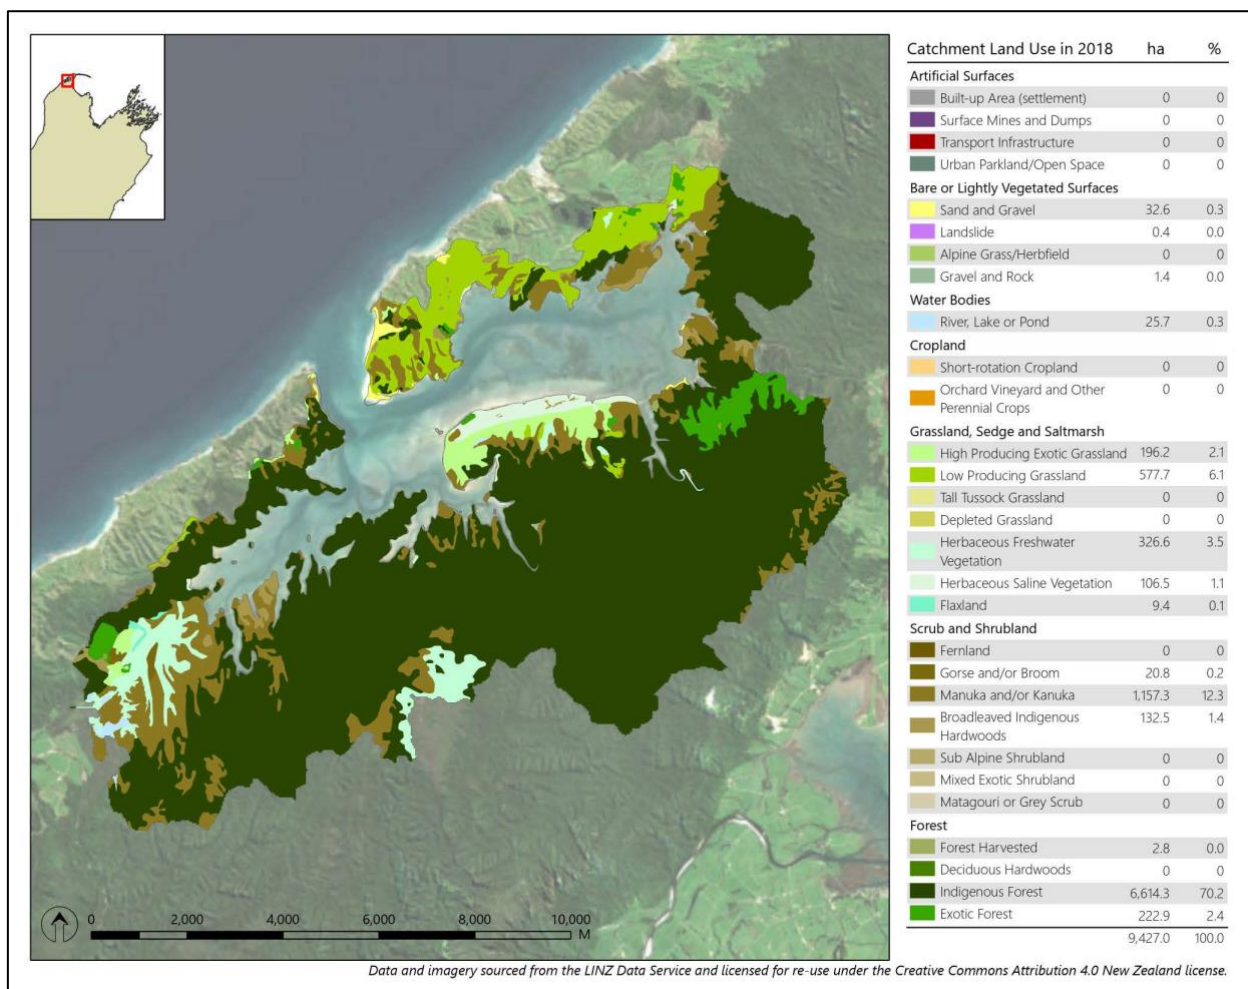 Catchment Land Use in 2018 ha %
Artificial Surfaces
Built-up Area (settlement) 0 0
Surface Mines and Dumps 0 0
Transport Infrastructure 0 0
Urban Parkland/Open Space 0 0
Bare or Lightly Vegetated Surfaces
Sand and Gravel 32.6 0.3
Landslide 0.4 0.0
Alpine Grass/Herbfield 0 0
Gravel and Rock 1.4 0.0
Water Bodies
River, Lake or Pond 25.7 0.3
Cropland
Short-rotation Cropland 0 0
Orchard Vineyard and Other 0 0
Perennial Crops
Grassland, Sedge and Saltmarsh
High Producing Exotic Grassland 196.2 2.1
Low Producing Grassland 577.7 6.1
Tall Tussock Grassland 0 0
Depleted Grassland 0 0
Herbaceous Freshwater 326.6 3.5
Vegetation
Herbaceous Saline Vegetation 106.5 1.1
Flaxland 9.4 0.1
Scrub and Shrubland
Fernland 0 0
Gorse and/or Broom 20.8 0.2
Manuka and/or Kanuka 1,157.3 12.3
Broadleaved Indigenous 132.5 1.4
Hardwoods
Sub Alpine Shrubland 0 0
Mixed Exotic Shrubland 0 0
Matagouri or Grey Scrub 0 0
Forest
Forest Harvested 2.8 0.0
Deciduous Hardwoods 0 0
Indigenous Forest 6,614.3 70.2
Exotic Forest 222.9 2.4
9,427.0 100.0
0 2,000 4,000 6,000 8,000 10,000
M
Data and imagery sourced from the LINZ Data Service and licensed for re-use under the Creative Commons Attribution 4.0 New Zealand license.